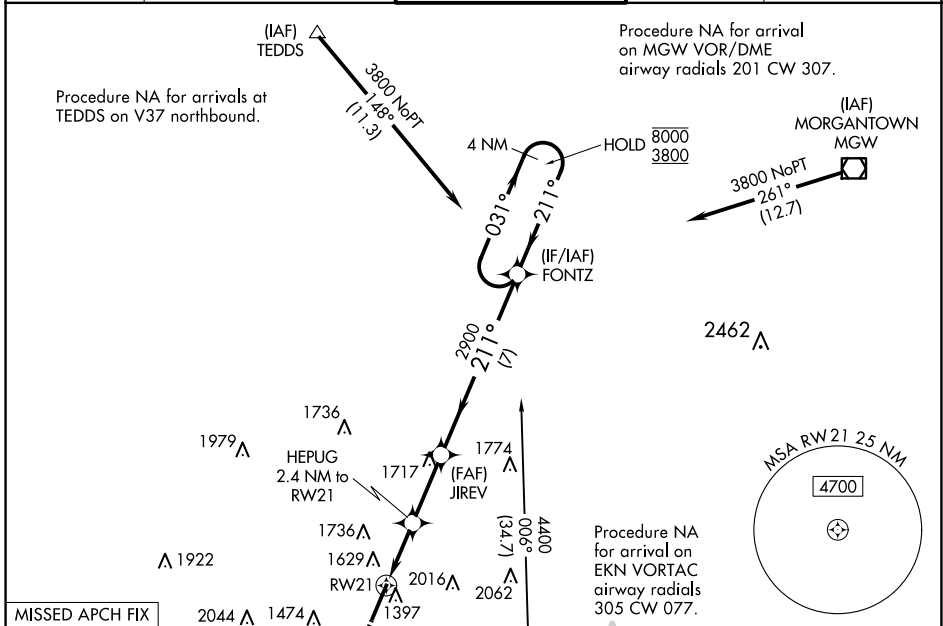 (IAF)
TEDDS
Procedure NA for arrival
on MGW VOR/DME
airway radials 201 CW 307.
Procedure NA for arrivals at
TEDDS on V37 northbound.
3800 NoPT
148°
(11.3)
(IAF)
MORGANTOWN
MGW
4 NM
HOLD
8000
3800
3800 NoPT
261°
(12.7)
031°
211°
(IF/IAF)
FONTZ
2900
211°
(7)
2462
1736
1979
HEPUG
2.4 NM to
RW21
1717
1774
(FAF)
JIREV
MSA RW21 25 NM
4700
4400
006°
(34.7)
1736
Procedure NA
for arrival on
EKN VORTAC
airway radials
305 CW 077.
1922
1629
RW21
2016
2062
1397
MISSED APCH FIX
2044
1474